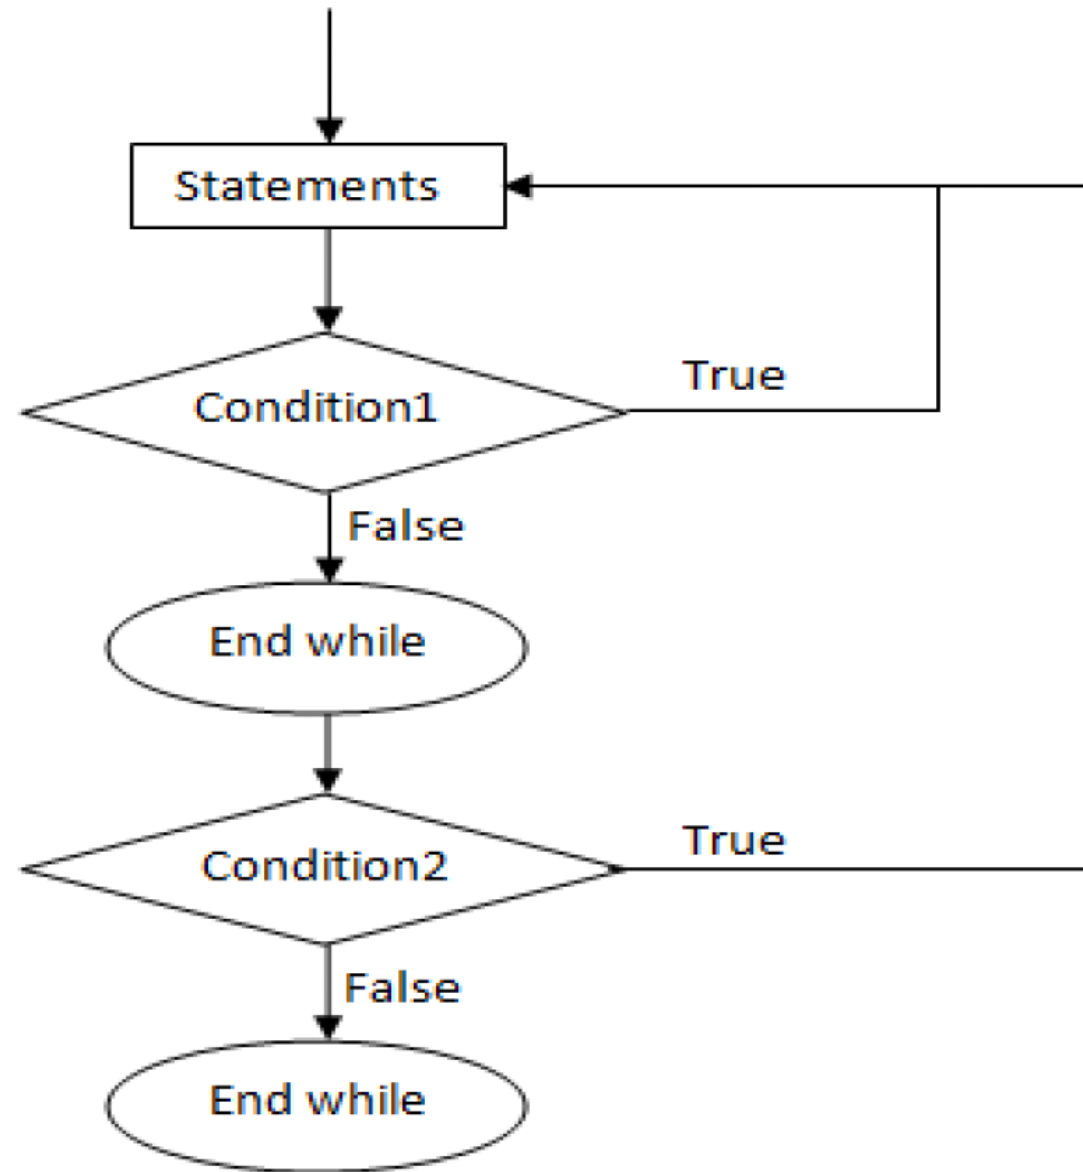 Statements
Condition1
True
False
End while
Condition2
True
False
End while